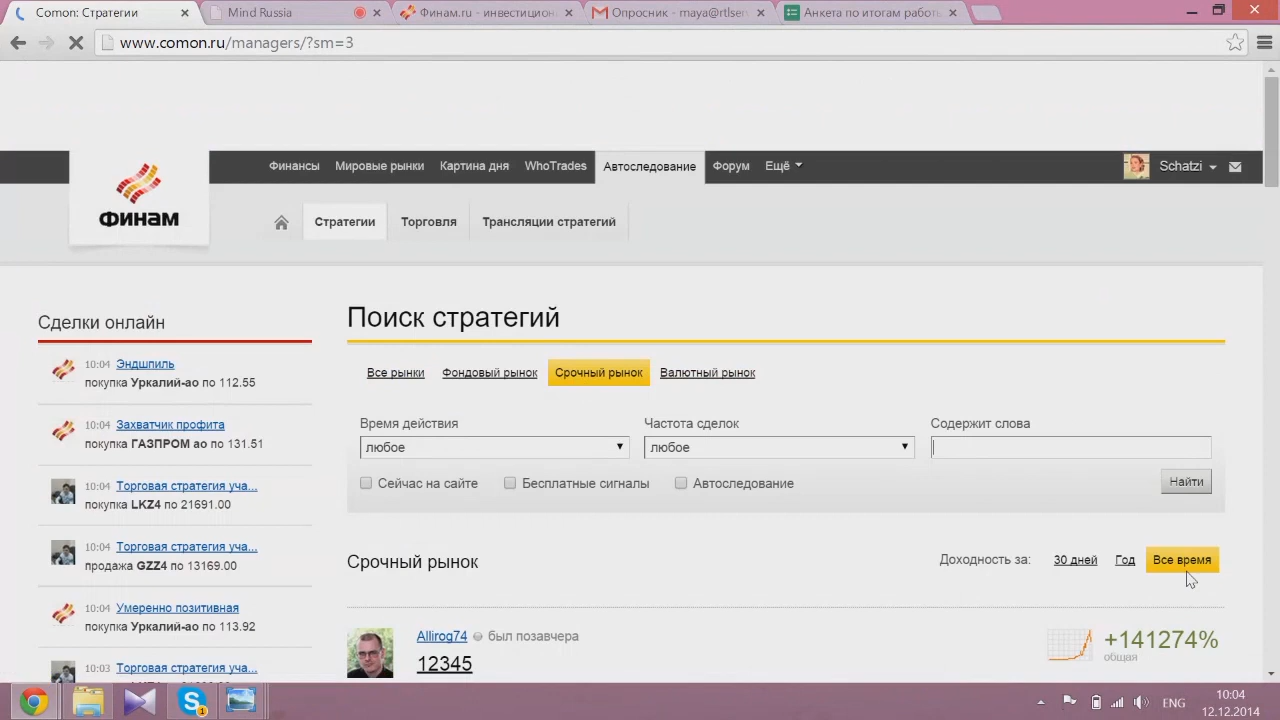 Comon: Стратегии
Mind Russia
Финам.ru - инвестицион
Опросник - maya@rtlser
Анкета по итогам работь
www.comon.ru/managers/?sm=3
Финансы Мировые рынки Картина дня WhoTrades Автоследование Форум Ещё
Schatzi
ФИНАМ
Стратегии Торговля Трансляции стратегий
Сделки онлайн
10:04 Эндшпиль
покупка Уркалий-ао по 112.55
10:04 Захватчик профита
покупка ГАЗПРОМ ао по 131.51
10:04 Торговая стратегия уча...
покупка LKZ4 по 21691.00
10:04 Торговая стратегия уча...
продажа GZZ4 по 13169.00
10:04 Умеренно позитивная
покупка Уркалий-ао по 113.92
10:03 Торговая стратегия уча...
Поиск стратегий
Все рынки Фондовый рынок Срочный рынок Валютный рынок
Время действия Частота сделок Содержит слова
любое любое
Сейчас на сайте Бесплатные сигналы Автоследование
Найти
Срочный рынок
Доходность за: 30 дней Год Все время
Allirog74 был позавчера
12345
+141274%
общая
ENG
10:04
12.12.2014